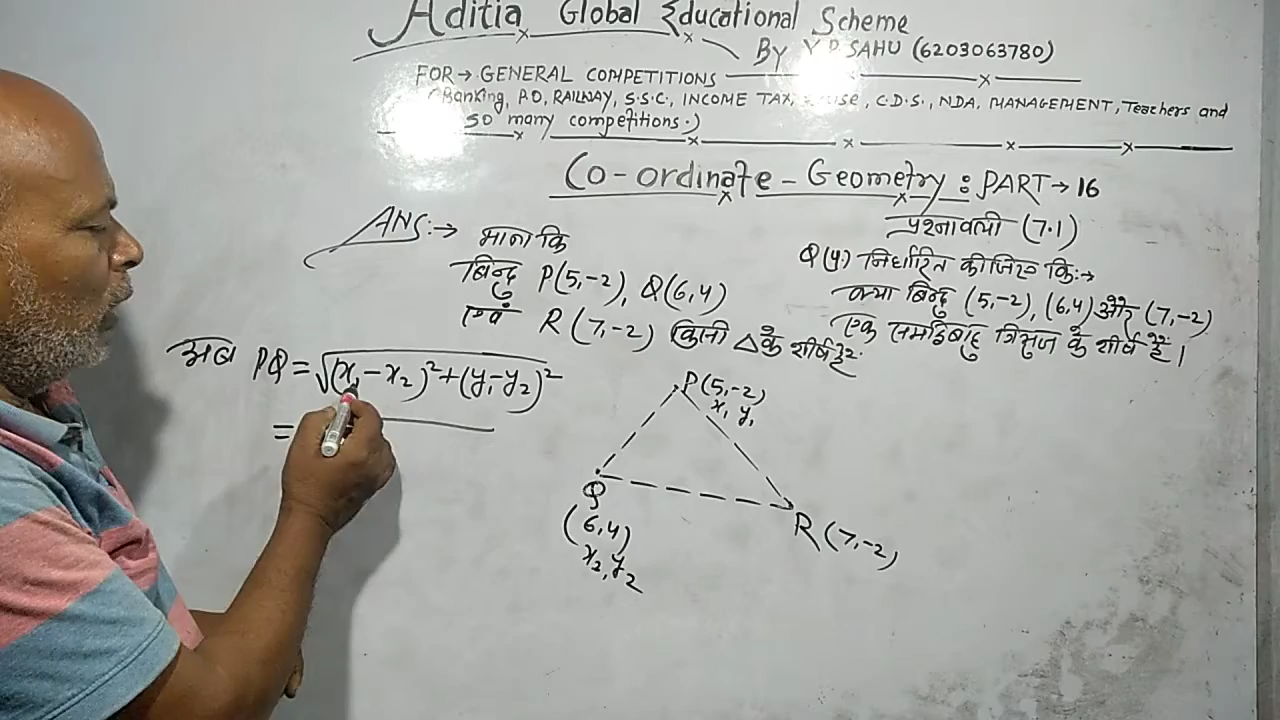 Aditia Global Educational Scheme
By Y P SAHU (6203063780)
FOR→ GENERAL COMPETITIONS
(Banking, P.O, RAILWAY, S.S.C., INCOME TAX, C.D.S., NDA, MANAGEMENT, Teachers and
SO many competitions.)
Co-ordinate - Geometry : PART→ 16
प्रश्नावली (7.1)
Q(4) निर्धारित कीजिए कि:→
क्या बिन्दु (5,-2), (6,4) और (7,-2)
एक समद्विबाहु त्रिभुज के शीर्ष हैं।
ANS:→ माना कि
बिन्दु P(5,-2), Q(6,4)
एवं R(7,-2) किसी △ के शीर्ष हैं
अब PQ = √(x₁-x₂)²+(y₁-y₂)²
=
P(5,-2)
x₁ y₁
Q
(6,4)
x₂, y₂
R(7,-2)